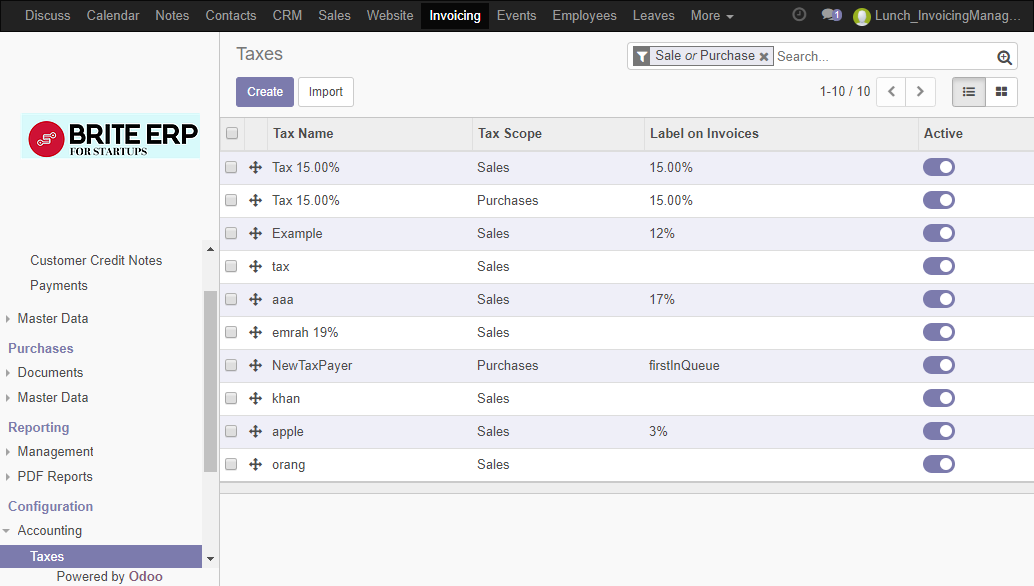 Discuss Calendar Notes Contacts CRM Sales Website Invoicing Events Employees Leaves More 1 Lunch_InvoicingManag...
BRITE ERP
FOR STARTUPS
Customer Credit Notes
Payments
Master Data
Purchases
Documents
Master Data
Reporting
Management
PDF Reports
Configuration
Accounting
Taxes
Powered by Odoo
Taxes
Sale or Purchase Search...
Create Import
1-10 / 10
Tax Name Tax Scope Label on Invoices Active
Tax 15.00% Sales 15.00%
Tax 15.00% Purchases 15.00%
Example Sales 12%
tax Sales
aaa Sales 17%
emrah 19% Sales
NewTaxPayer Purchases firstInQueue
khan Sales
apple Sales 3%
orang Sales